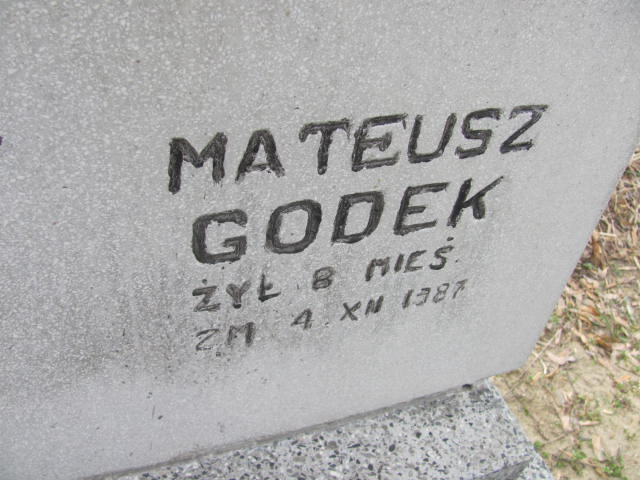 MATEUSZ
GODEK
ŻYŁ 8 MIEŚ.
ZM 4. XII 1987